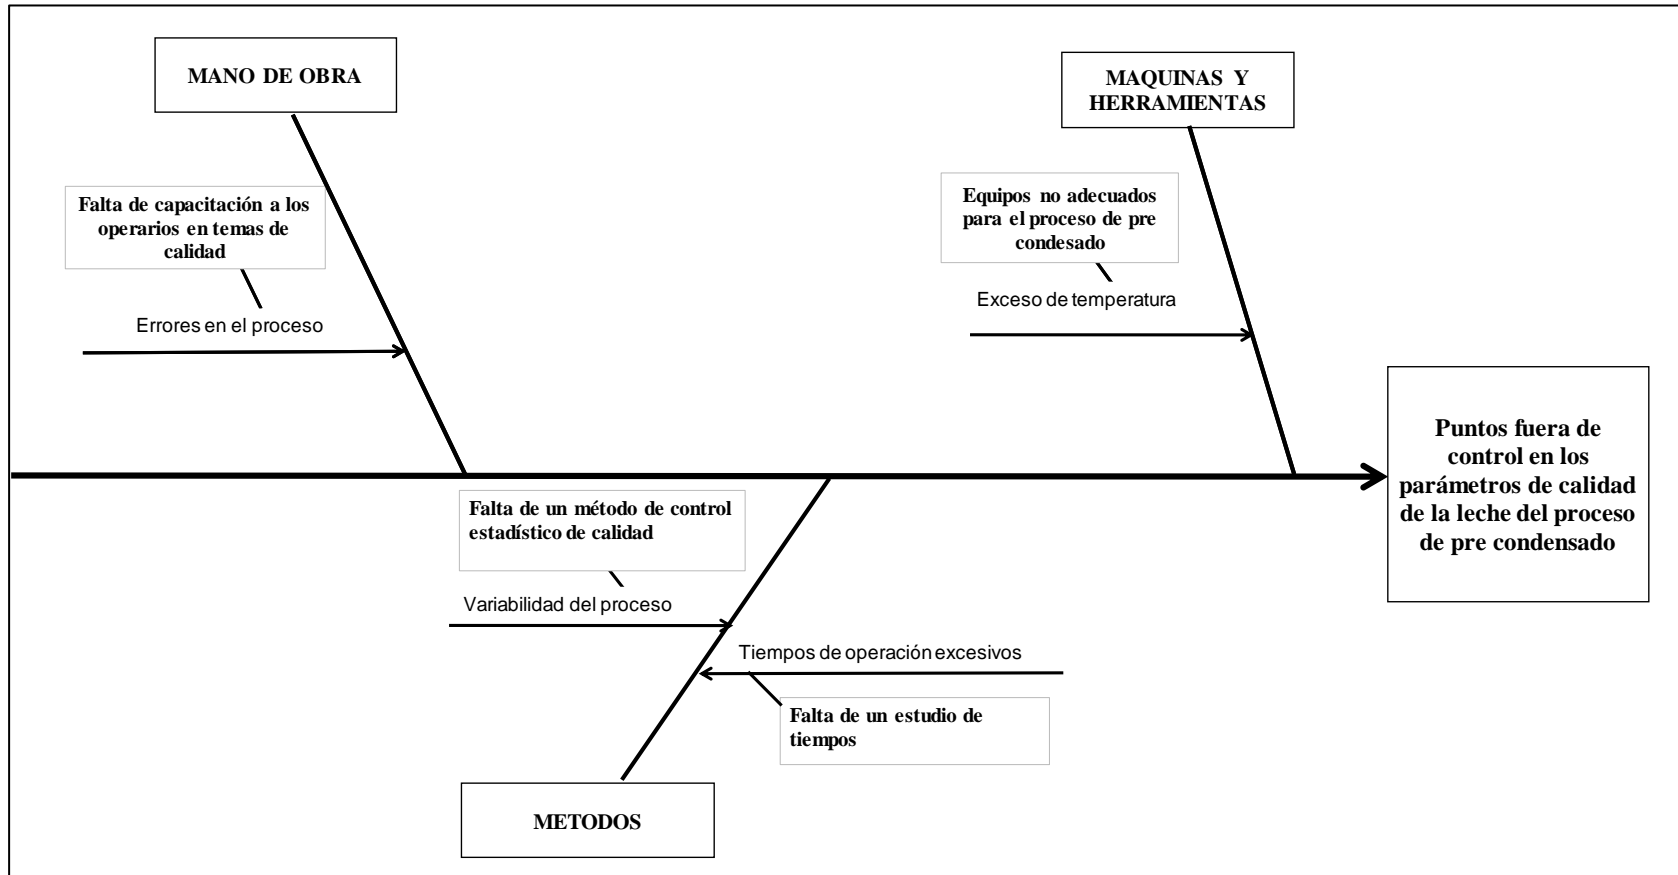 MANO DE OBRA
MAQUINAS Y
HERRAMIENTAS
Falta de capacitación a los
operarios en temas de
calidad
Errores en el proceso
Equipos no adecuados
para el proceso de pre
condesado
Exceso de temperatura
Puntos fuera de
control en los
parámetros de calidad
de la leche del proceso
de pre condensado
Falta de un método de control
estadístico de calidad
Variabilidad del proceso
Tiempos de operación excesivos
Falta de un estudio de
tiempos
METODOS